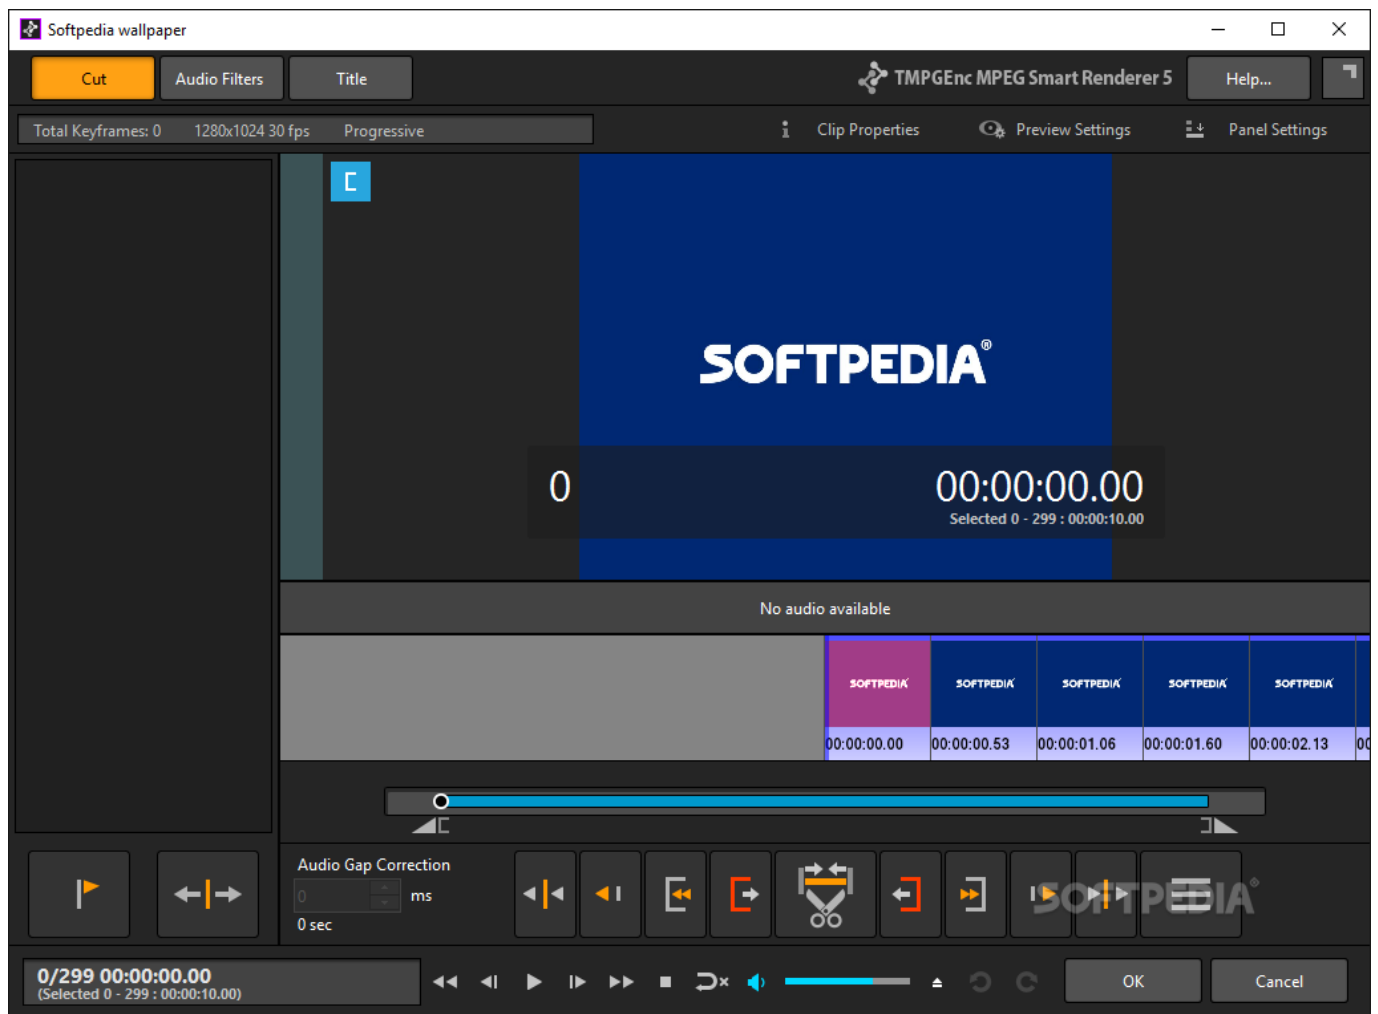 Softpedia wallpaper
Cut
Audio Filters
Title
TMPGEnc MPEG Smart Renderer 5
Help...
Total Keyframes: 0
1280x1024 30 fps
Progressive
Clip Properties
Preview Settings
Panel Settings
SOFTPEDIA®
0
00:00:00.00
Selected 0 - 299 : 00:00:10.00
No audio available
SOFTPEDIA
SOFTPEDIA
SOFTPEDIA
SOFTPEDIA
SOFTPEDIA
00:00:00.00
00:00:00.53
00:00:01.06
00:00:01.60
00:00:02.13
00
Audio Gap Correction
0
ms
0 sec
SOFTPEDIA®
0/299 00:00:00.00
(Selected 0 - 299 : 00:00:10.00)
OK
Cancel